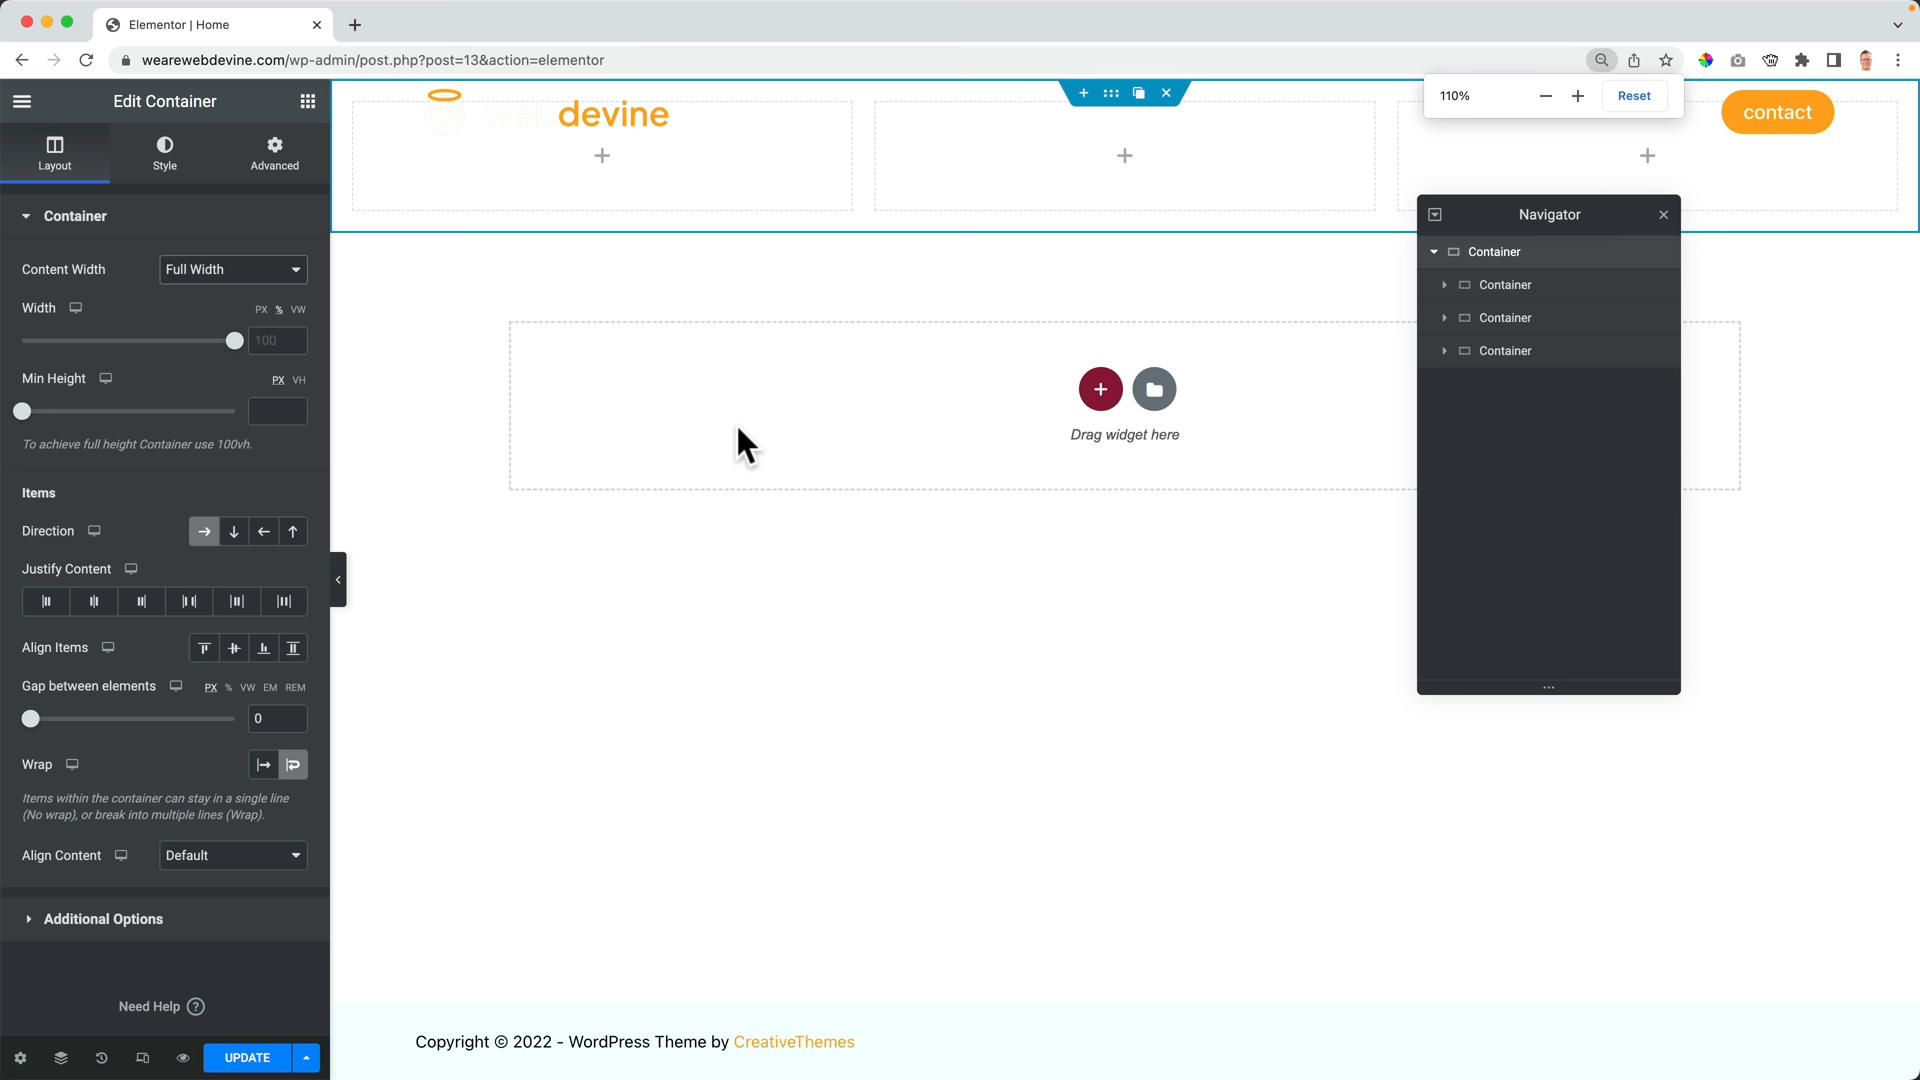 Elementor | Home
wearewebdevine.com/wp-admin/post.php?post=13&action=elementor
110%
Reset
Edit Container
Layout
Style
Advanced
webdevine
contact
Container
Content Width
Full Width
Width
PX % VW
100
Min Height
PX VH
To achieve full height Container use 100vh.
Items
Direction
Justify Content
Align Items
Gap between elements
PX % VW EM REM
0
Wrap
Items within the container can stay in a single line
(No wrap), or break into multiple lines (Wrap).
Align Content
Default
Additional Options
Need Help ?
UPDATE
Drag widget here
Navigator
Container
Container
Container
Container
Copyright © 2022 - WordPress Theme by CreativeThemes